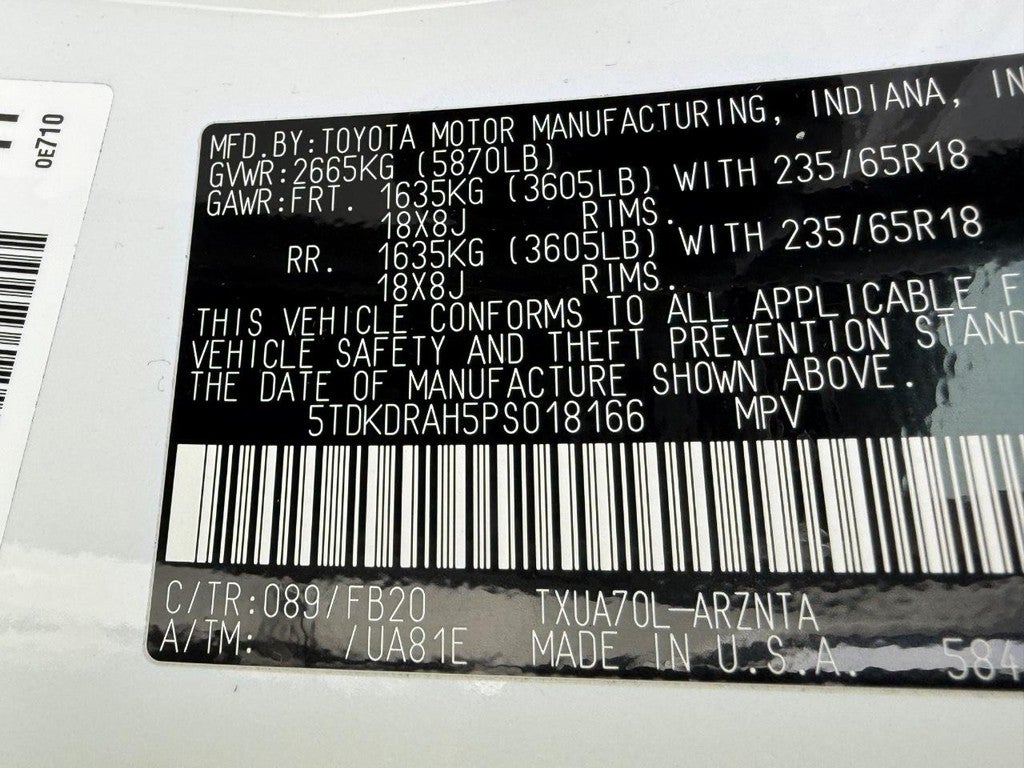 0E710
MFD.BY:TOYOTA MOTOR MANUFACTURING, INDIANA, IN
GVWR:2665KG (5870LB)
GAWR:FRT. 1635KG (3605LB) WITH 235/65R18
18X8J RIMS.
RR. 1635KG (3605LB) WITH 235/65R18
18X8J RIMS.
THIS VEHICLE CONFORMS TO ALL APPLICABLE F
VEHICLE SAFETY AND THEFT PREVENTION STAND
THE DATE OF MANUFACTURE SHOWN ABOVE.
5TDKDRAH5PS018166 MPV
C/TR:089/FB20 TXUA70L-ARZNTA
A/TM: /UA81E MADE IN U.S.A. 584